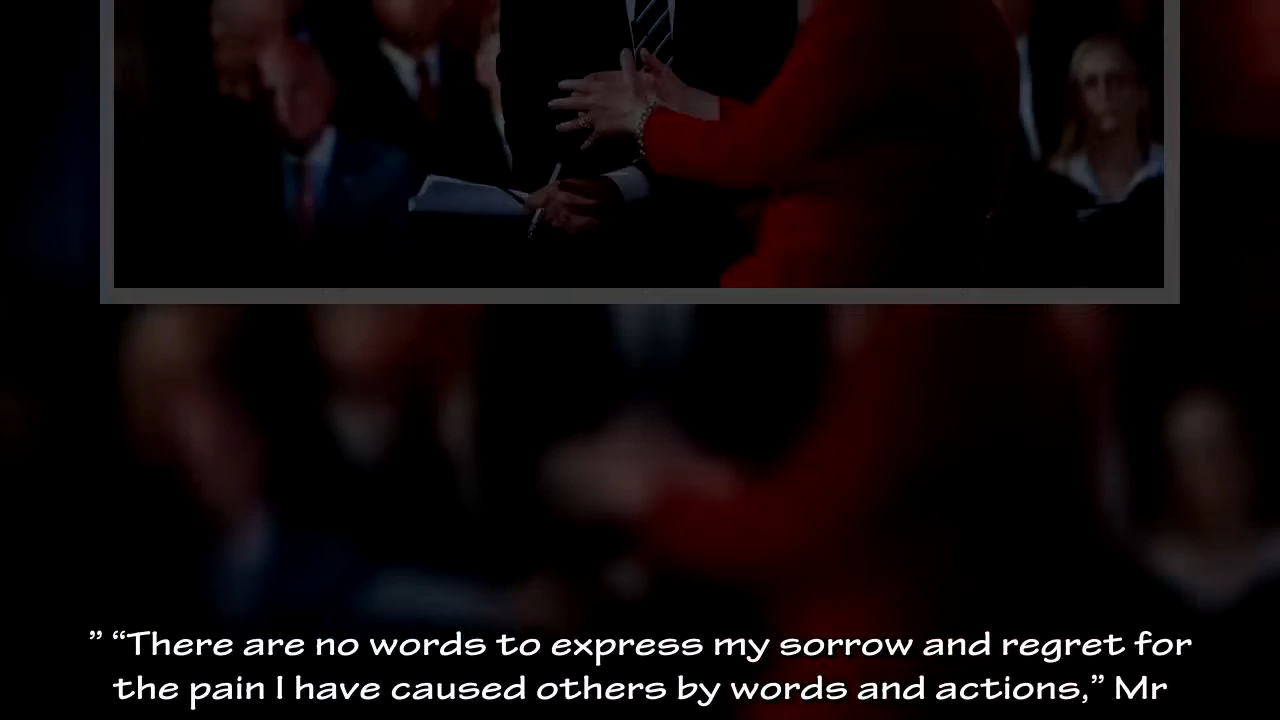 ” “There are no words to express my sorrow and regret for
the pain I have caused others by words and actions,” Mr